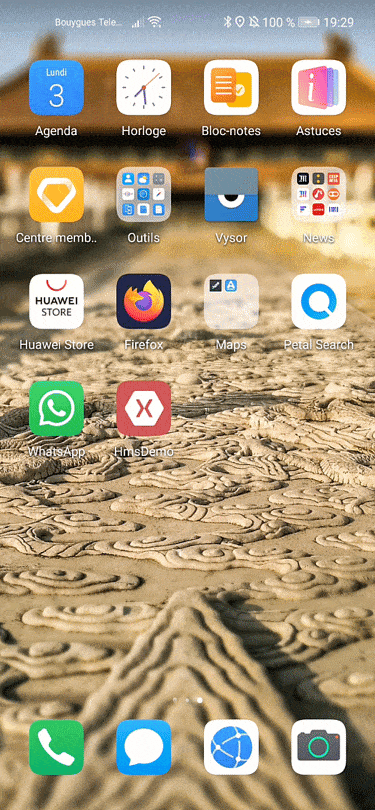 Bouygues Tele… 100 % 19:29
Lundi
3
i
Agenda Horloge Bloc-notes Astuces
Centre memb.. Outils Vysor News
HUAWEI
STORE
Huawei Store Firefox Maps Petal Search
WhatsApp HmsDemo